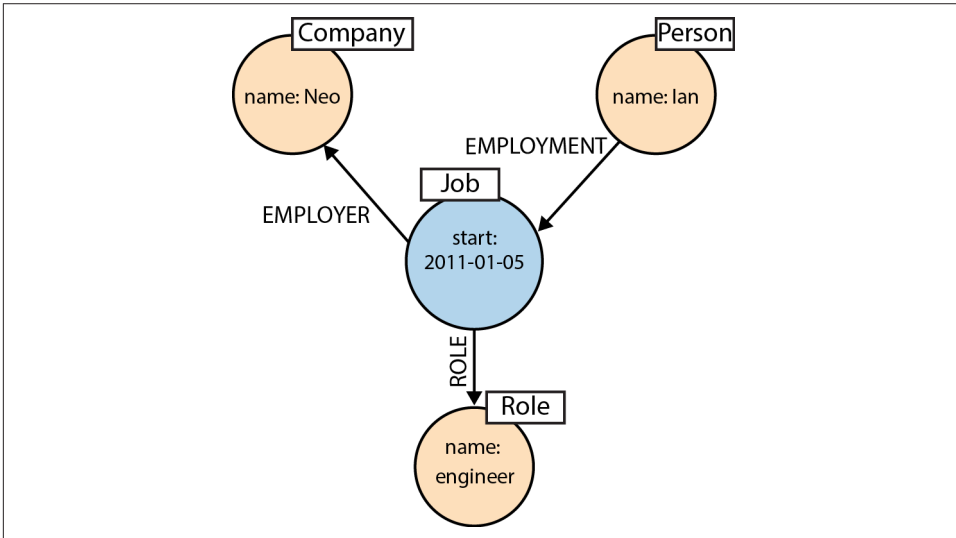 Company
Person
name: Neo
name: Ian
EMPLOYMENT
Job
EMPLOYER
start:
2011-01-05
ROLE
Role
name:
engineer